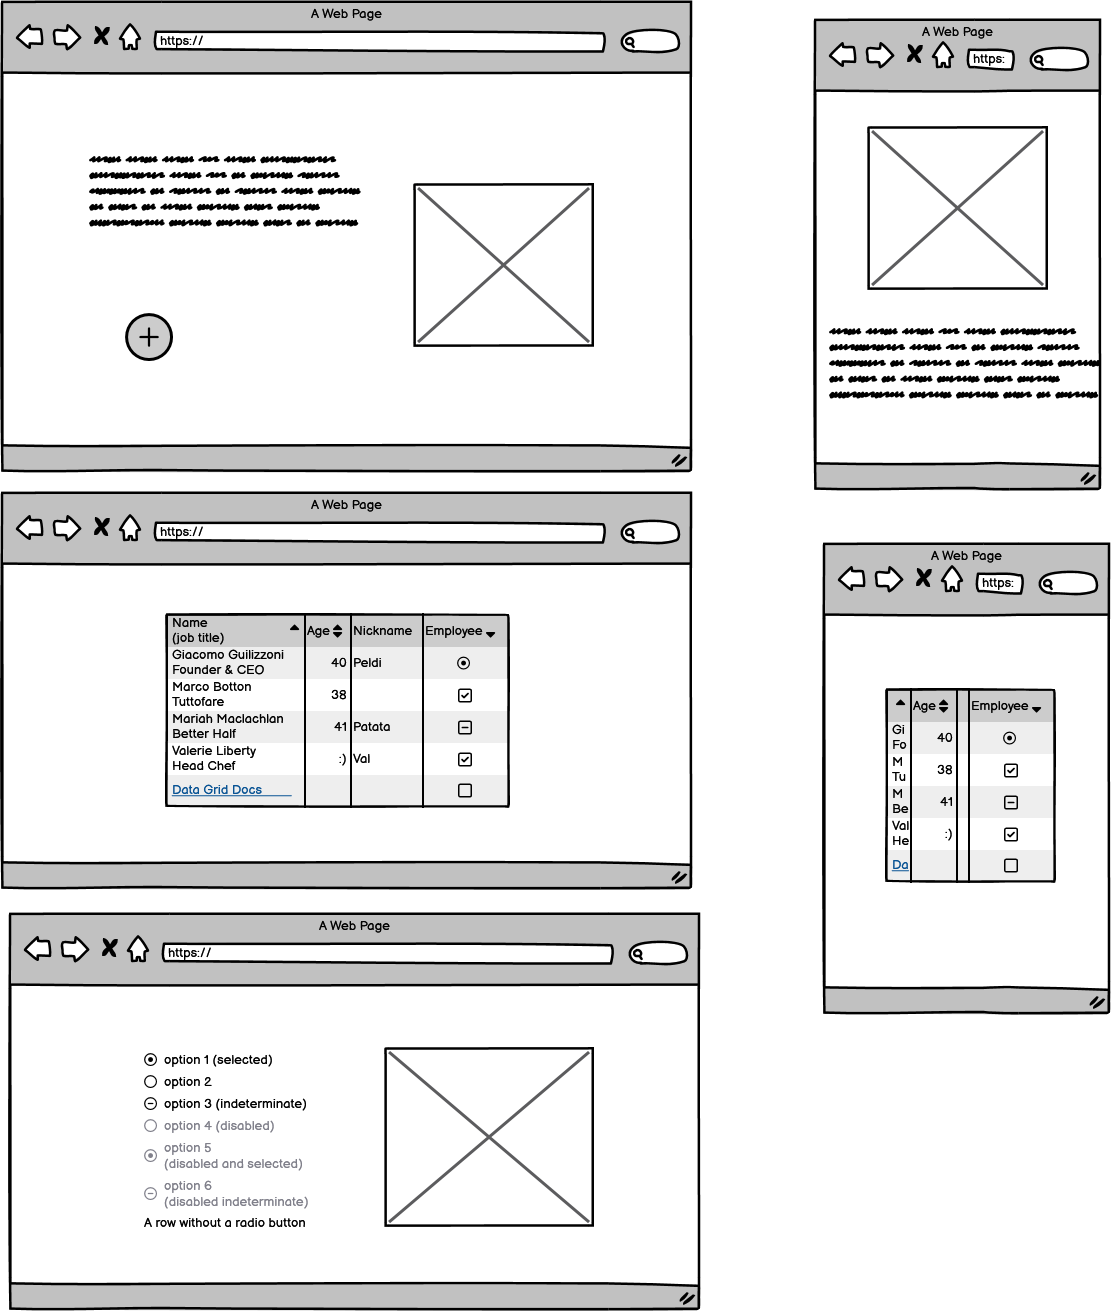 A Web Page
https://
A Web Page
https:
A Web Page
https://
Name
(job title)
Age
Nickname
Employee
Giacomo Guilizzoni
Founder & CEO
40
Peldi
Marco Botton
Tuttofare
38
Mariah Maclachlan
Better Half
41
Patata
Valerie Liberty
Head Chef
:)
Val
Data Grid Docs
A Web Page
https:
Age
Employee
Gi
Fo
40
M
Tu
38
M
Be
41
Val
He
:)
Da
A Web Page
https://
option 1 (selected)
option 2
option 3 (indeterminate)
option 4 (disabled)
option 5
(disabled and selected)
option 6
(disabled indeterminate)
A row without a radio button